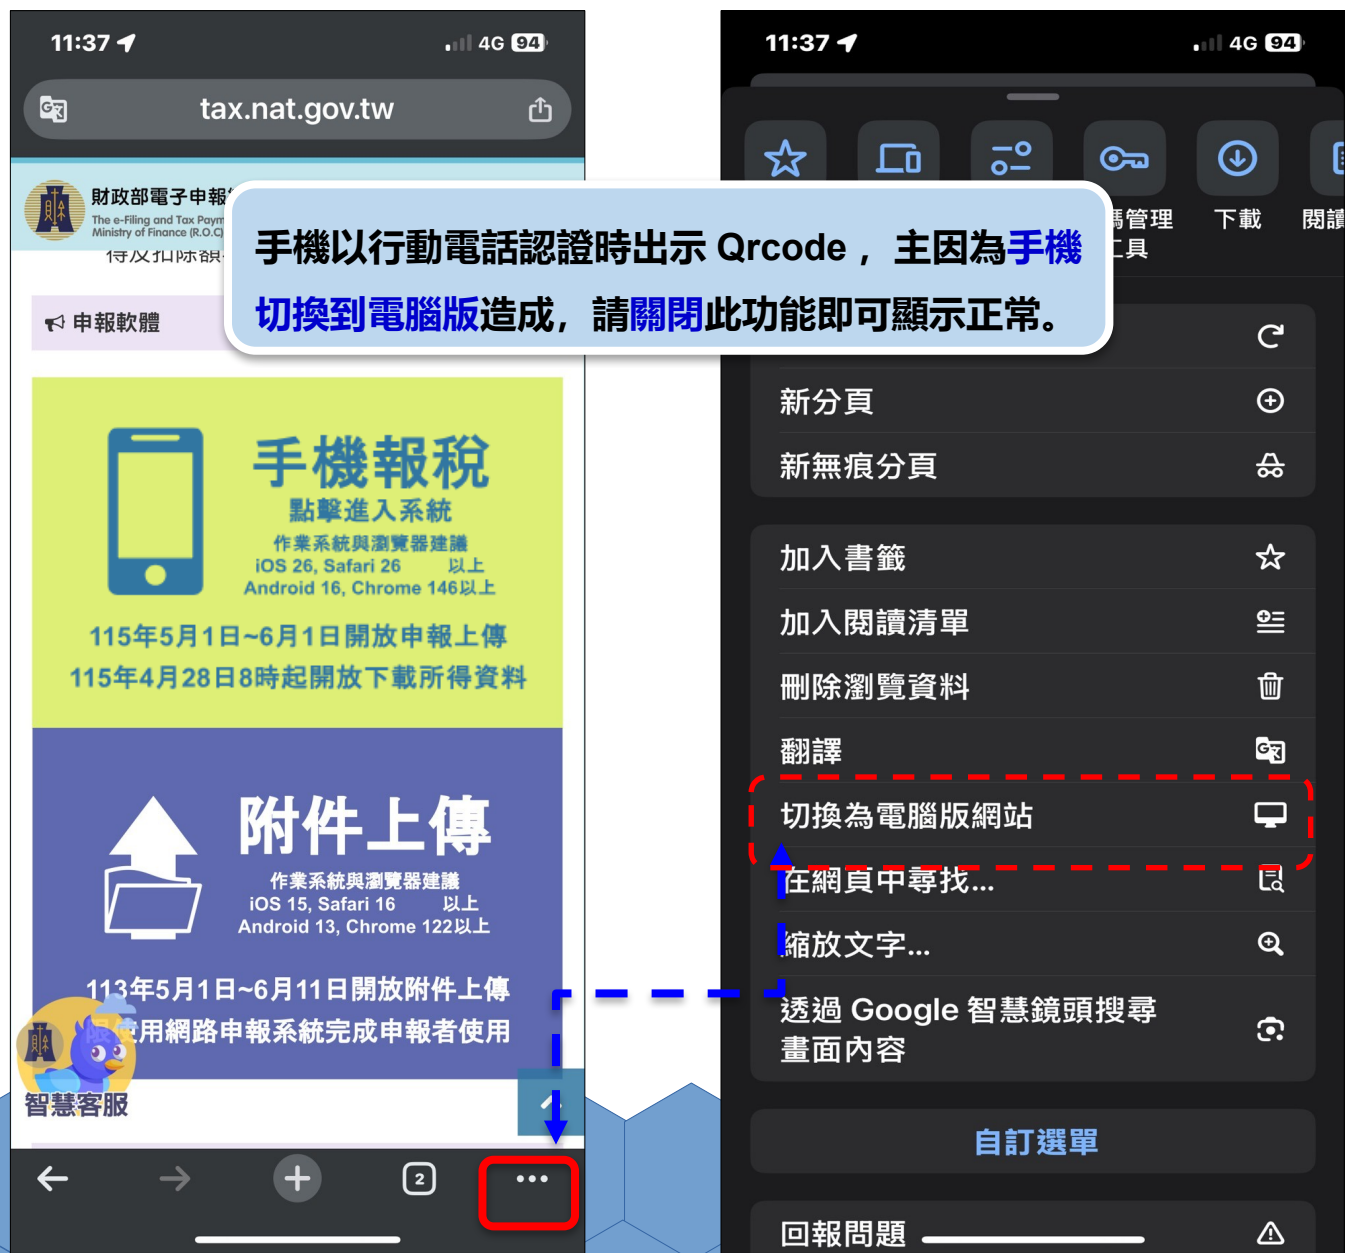 11:37
4G 94
tax.nat.gov.tw
財政部電子申報
The e-Filing and Tax Paym
Ministry of Finance (R.O.C)
得及扣除額
申報軟體
手機以行動電話認證時出示 Qrcode ，主因為手機
切換到電腦版造成，請關閉此功能即可顯示正常。
手機報稅
點擊進入系統
作業系統與瀏覽器建議
iOS 26, Safari 26 以上
Android 16, Chrome 146以上
115年5月1日~6月1日開放申報上傳
115年4月28日8時起開放下載所得資料
附件上傳
作業系統與瀏覽器建議
iOS 15, Safari 16 以上
Android 13, Chrome 122以上
113年5月1日~6月11日開放附件上傳
限使用網路申報系統完成申報者使用
智慧客服
2
11:37
4G 94
管理
工具
下載
閱讀
新分頁
新無痕分頁
加入書籤
加入閱讀清單
刪除瀏覽資料
翻譯
切換為電腦版網站
在網頁中尋找...
縮放文字...
透過 Google 智慧鏡頭搜尋
畫面內容
自訂選單
回報問題